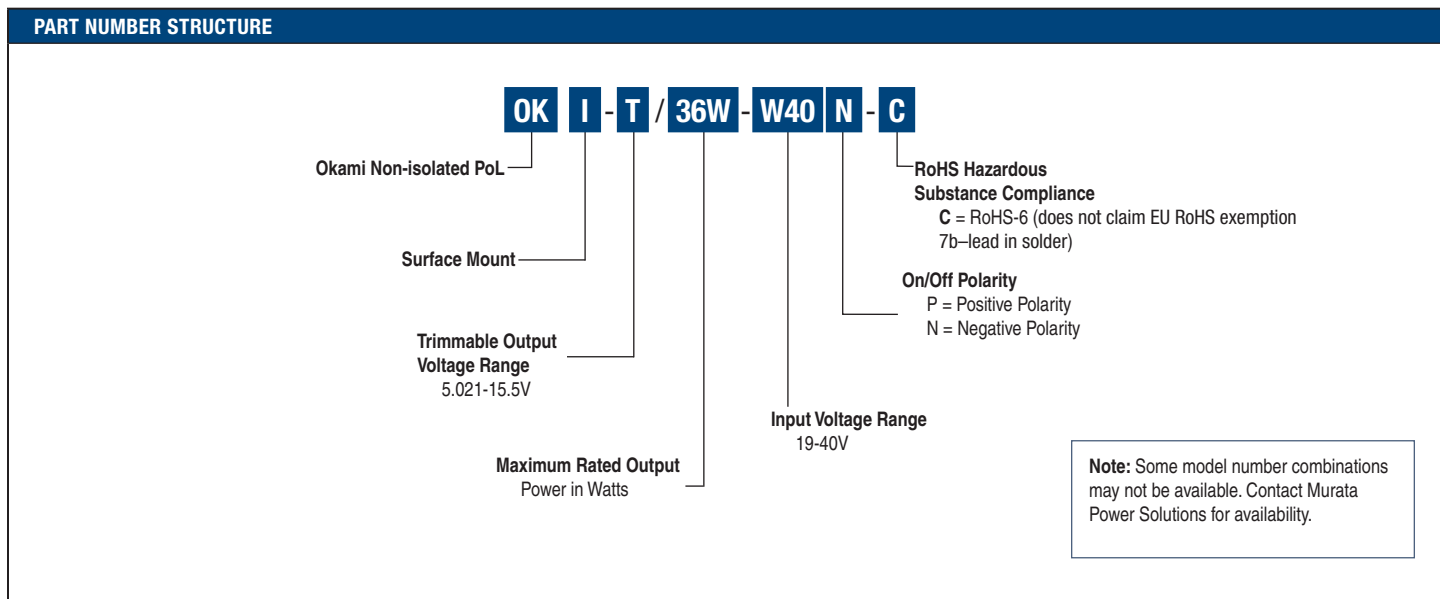 PART NUMBER STRUCTURE
OK I - T / 36W - W40 N - C
Okami Non-isolated PoL
Surface Mount
Trimmable Output
Voltage Range
5.021-15.5V
Maximum Rated Output
Power in Watts
RoHS Hazardous
Substance Compliance
C = RoHS-6 (does not claim EU RoHS exemption
7b–lead in solder)
On/Off Polarity
P = Positive Polarity
N = Negative Polarity
Input Voltage Range
19-40V
Note: Some model number combinations
may not be available. Contact Murata
Power Solutions for availability.